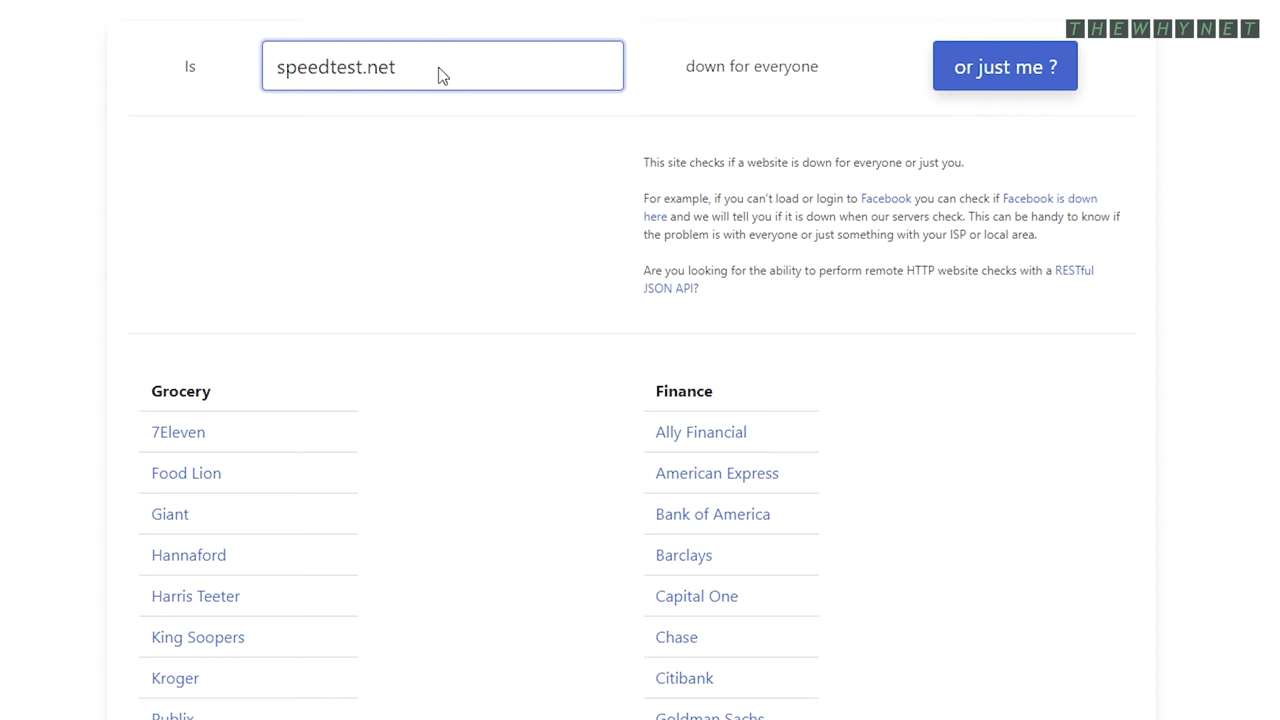 THEWHYNET
Is
speedtest.net
down for everyone
or just me ?
This site checks if a website is down for everyone or just you.
For example, if you can't load or login to Facebook you can check if Facebook is down
here and we will tell you if it is down when our servers check. This can be handy to know if
the problem is with everyone or just something with your ISP or local area.
Are you looking for the ability to perform remote HTTP website checks with a RESTful
JSON API?
Grocery
7Eleven
Food Lion
Giant
Hannaford
Harris Teeter
King Soopers
Kroger
Publix
Finance
Ally Financial
American Express
Bank of America
Barclays
Capital One
Chase
Citibank
Goldman Sachs